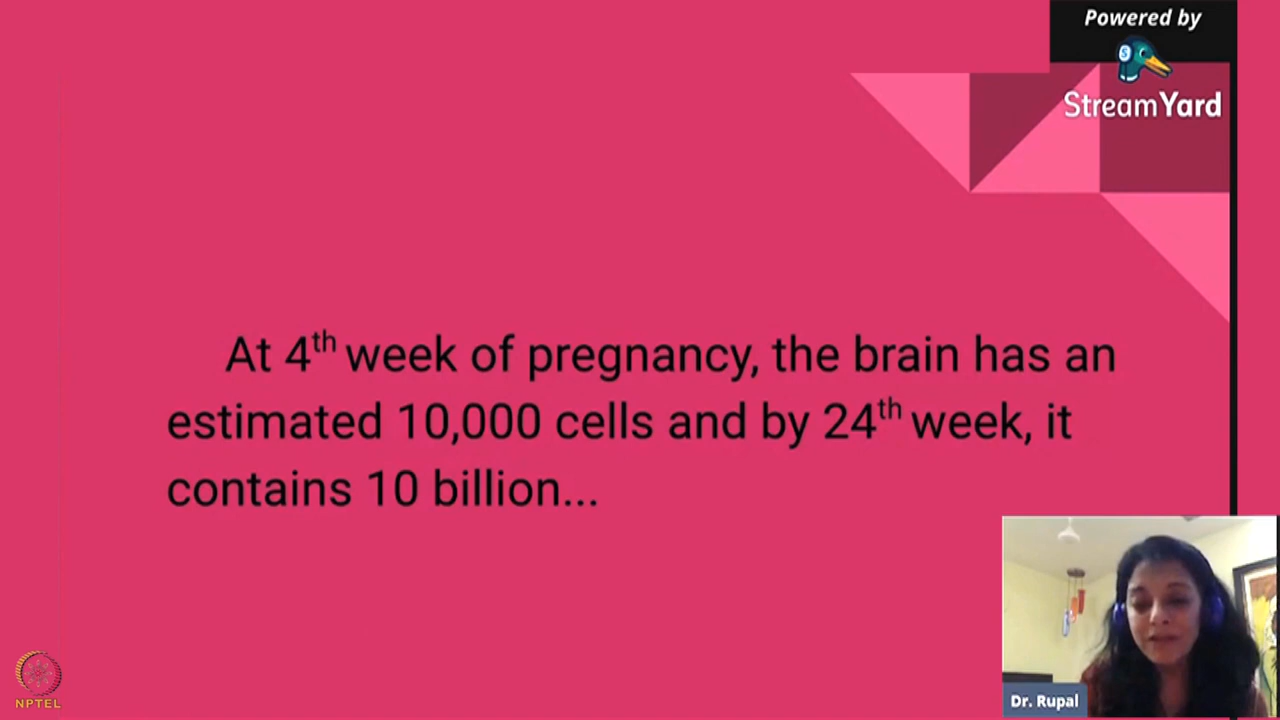 Powered by
StreamYard
At 4th week of pregnancy, the brain has an
estimated 10,000 cells and by 24th week, it
contains 10 billion...
Dr. Rupal
NPTEL